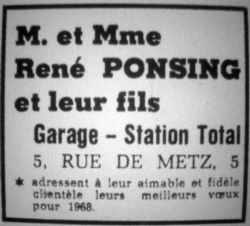 M. et Mme
René PONSING
et leur fils
Garage – Station Total
5, RUE DE METZ, 5
* adressent à leur aimable et fidèle
clientèle leurs meilleurs vœux
pour 1968.